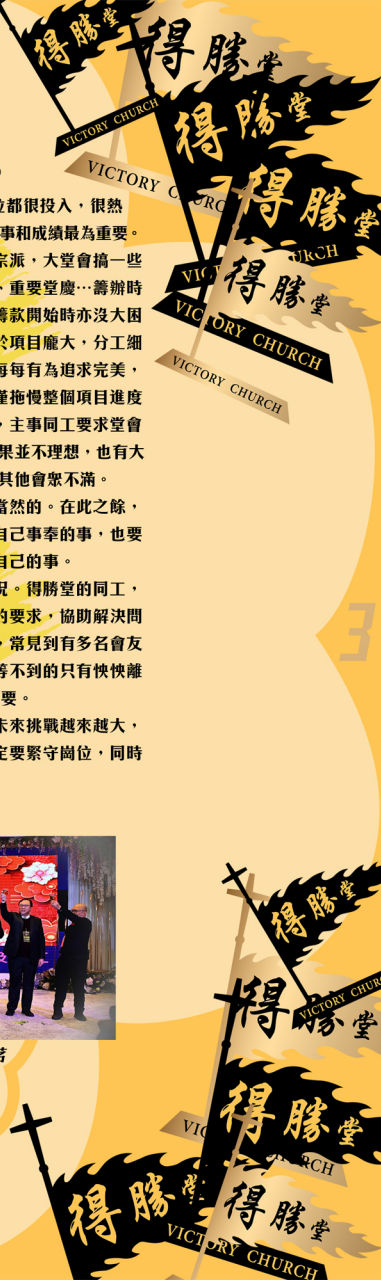 得勝堂
VICTORY CHURCH
得勝堂
VICTORY CHURCH
得勝堂
VICTORY CHURCH
得勝堂
VICTORY CHURCH
得勝堂
VICTORY CHURCH
位都很投入，很熱
事和成績最為重要。
宗派，大堂會搞一些
、重要堂慶…籌辦時
籌款開始時亦沒大困
於項目龐大，分工細
每每有為追求完美，
僅拖慢整個項目進度
，主事同工要求堂會
果並不理想，也有大
其他會眾不滿。
當然的。在此之餘，
自己事奉的事，也要
自己的事。
況。得勝堂的同工，
的要求，協助解決問
，常見到有多名會友
等不到的只有怏怏離
要。
未來挑戰越來越大，
定要緊守崗位，同時
3
得勝堂
VICTORY CHURCH
得勝堂
得勝堂
得勝堂
得勝堂
VICTORY CHURCH